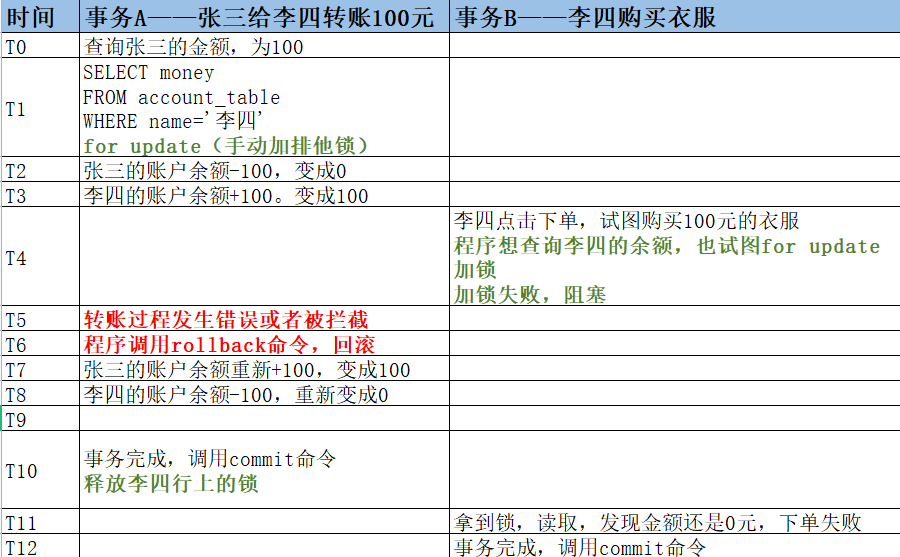 时间 事务A——张三给李四转账100元 事务B——李四购买衣服
T0 查询张三的金额，为100
T1 SELECT money
FROM account_table
WHERE name='李四'
for update（手动加排他锁）
T2 张三的账户余额-100，变成0
T3 李四的账户余额+100。变成100
T4 李四点击下单，试图购买100元的衣服
程序想查询李四的余额，也试图for update
加锁
加锁失败，阻塞
T5 转账过程发生错误或者被拦截
T6 程序调用rollback命令，回滚
T7 张三的账户余额重新+100，变成100
T8 李四的账户余额-100，重新变成0
T9
T10 事务完成，调用commit命令
释放李四行上的锁
T11 拿到锁，读取，发现金额还是0元，下单失败
T12 事务完成，调用commit命令